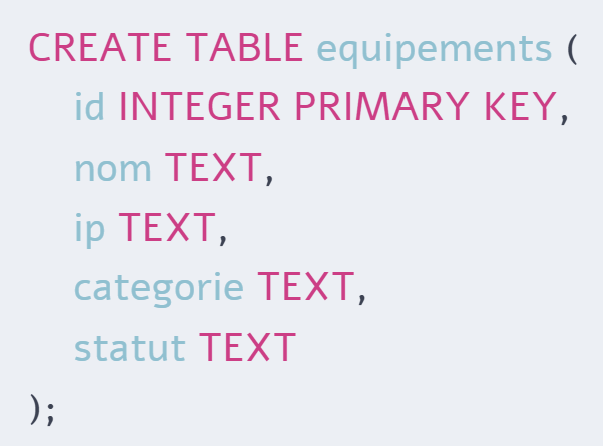 CREATE TABLE equipements (
id INTEGER PRIMARY KEY,
nom TEXT,
ip TEXT,
categorie TEXT,
statut TEXT
);